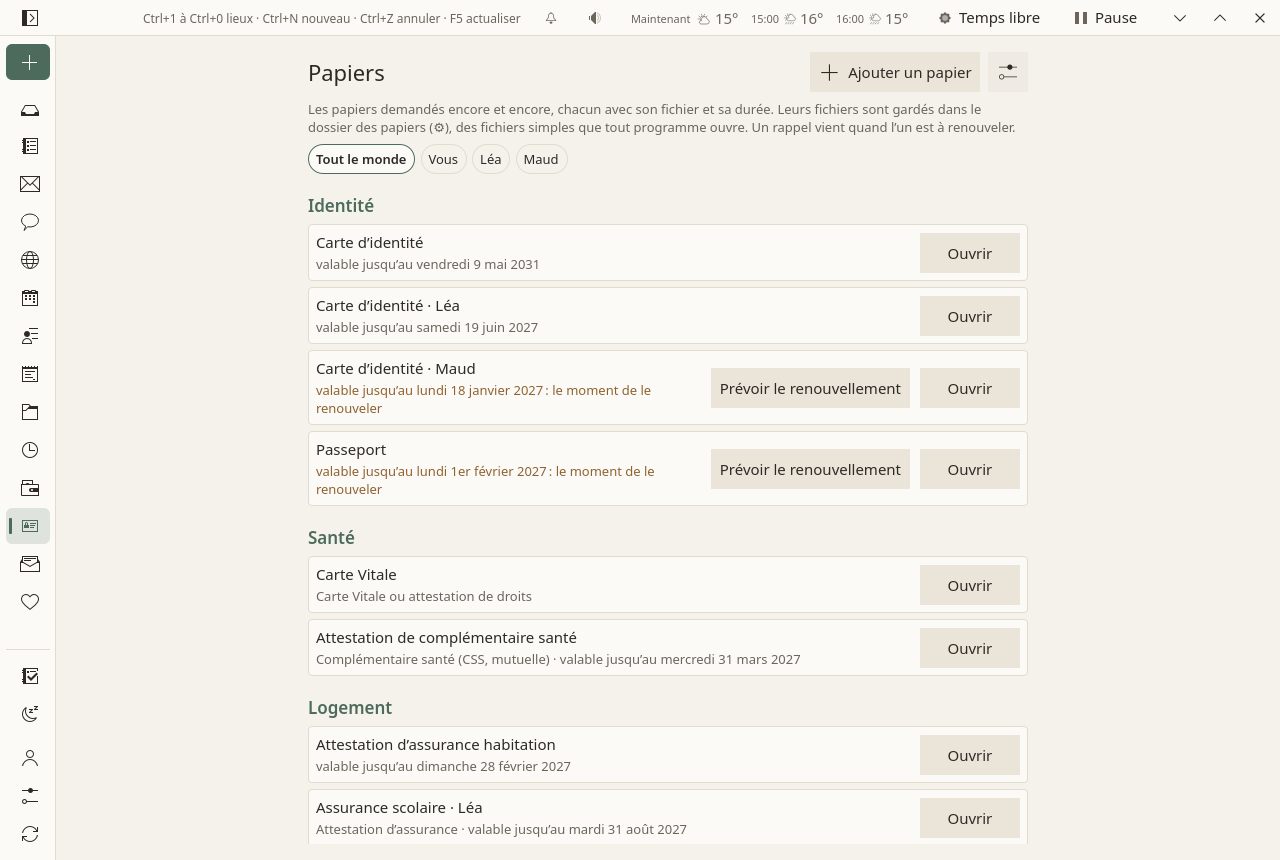 Ctrl+1 à Ctrl+0 lieux · Ctrl+N nouveau · Ctrl+Z annuler · F5 actualiser
Maintenant 15° 15:00 16° 16:00 15°
Temps libre
Pause
Papiers
Ajouter un papier
Les papiers demandés encore et encore, chacun avec son fichier et sa durée. Leurs fichiers sont gardés dans le
dossier des papiers (⚙), des fichiers simples que tout programme ouvre. Un rappel vient quand l’un est à renouveler.
Tout le monde
Vous
Léa
Maud
Identité
Carte d’identité
valable jusqu’au vendredi 9 mai 2031
Ouvrir
Carte d’identité · Léa
valable jusqu’au samedi 19 juin 2027
Ouvrir
Carte d’identité · Maud
valable jusqu’au lundi 18 janvier 2027 : le moment de le
renouveler
Prévoir le renouvellement
Ouvrir
Passeport
valable jusqu’au lundi 1er février 2027 : le moment de le
renouveler
Prévoir le renouvellement
Ouvrir
Santé
Carte Vitale
Carte Vitale ou attestation de droits
Ouvrir
Attestation de complémentaire santé
Complémentaire santé (CSS, mutuelle) · valable jusqu’au mercredi 31 mars 2027
Ouvrir
Logement
Attestation d’assurance habitation
valable jusqu’au dimanche 28 février 2027
Ouvrir
Assurance scolaire · Léa
Attestation d’assurance · valable jusqu’au mardi 31 août 2027
Ouvrir